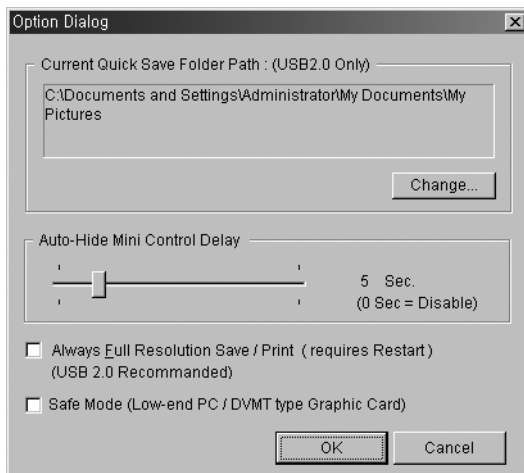 Option Dialog
Current Quick Save Folder Path : (USB2.0 Only)
C:\Documents and Settings\Administrator\My Documents\My
Pictures
Change...
Auto-Hide Mini Control Delay
5 Sec.
(0 Sec = Disable)
Always Full Resolution Save / Print ( requires Restart )
(USB 2.0 Recommanded)
Safe Mode (Low-end PC / DVMT type Graphic Card)
OK
Cancel